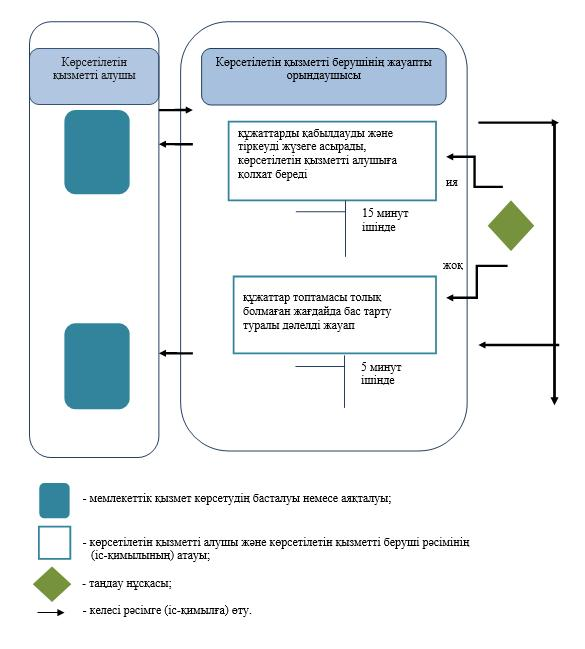 Көрсетілетін
қызметті алушы
Көрсетілетін қызметті берушінің жауапты
орындаушысы
құжаттарды қабылдауды және
тіркеуді жүзеге асырады,
көрсетілетін қызметті алушыға
қолхат береді
ия
15 минут
ішінде
жоқ
құжаттар топтамасы толық
болмаған жағдайда бас тарту
туралы дәлелді жауап
5 минут
ішінде
- мемлекеттік қызмет көрсетудің басталуы немесе аяқталуы;
- көрсетілетін қызметті алушы және көрсетілетін қызметті беруші рәсімінің
(іс-қимылының) атауы;
- таңдау нұсқасы;
- келесі рәсімге (іс-қимылға) өту.